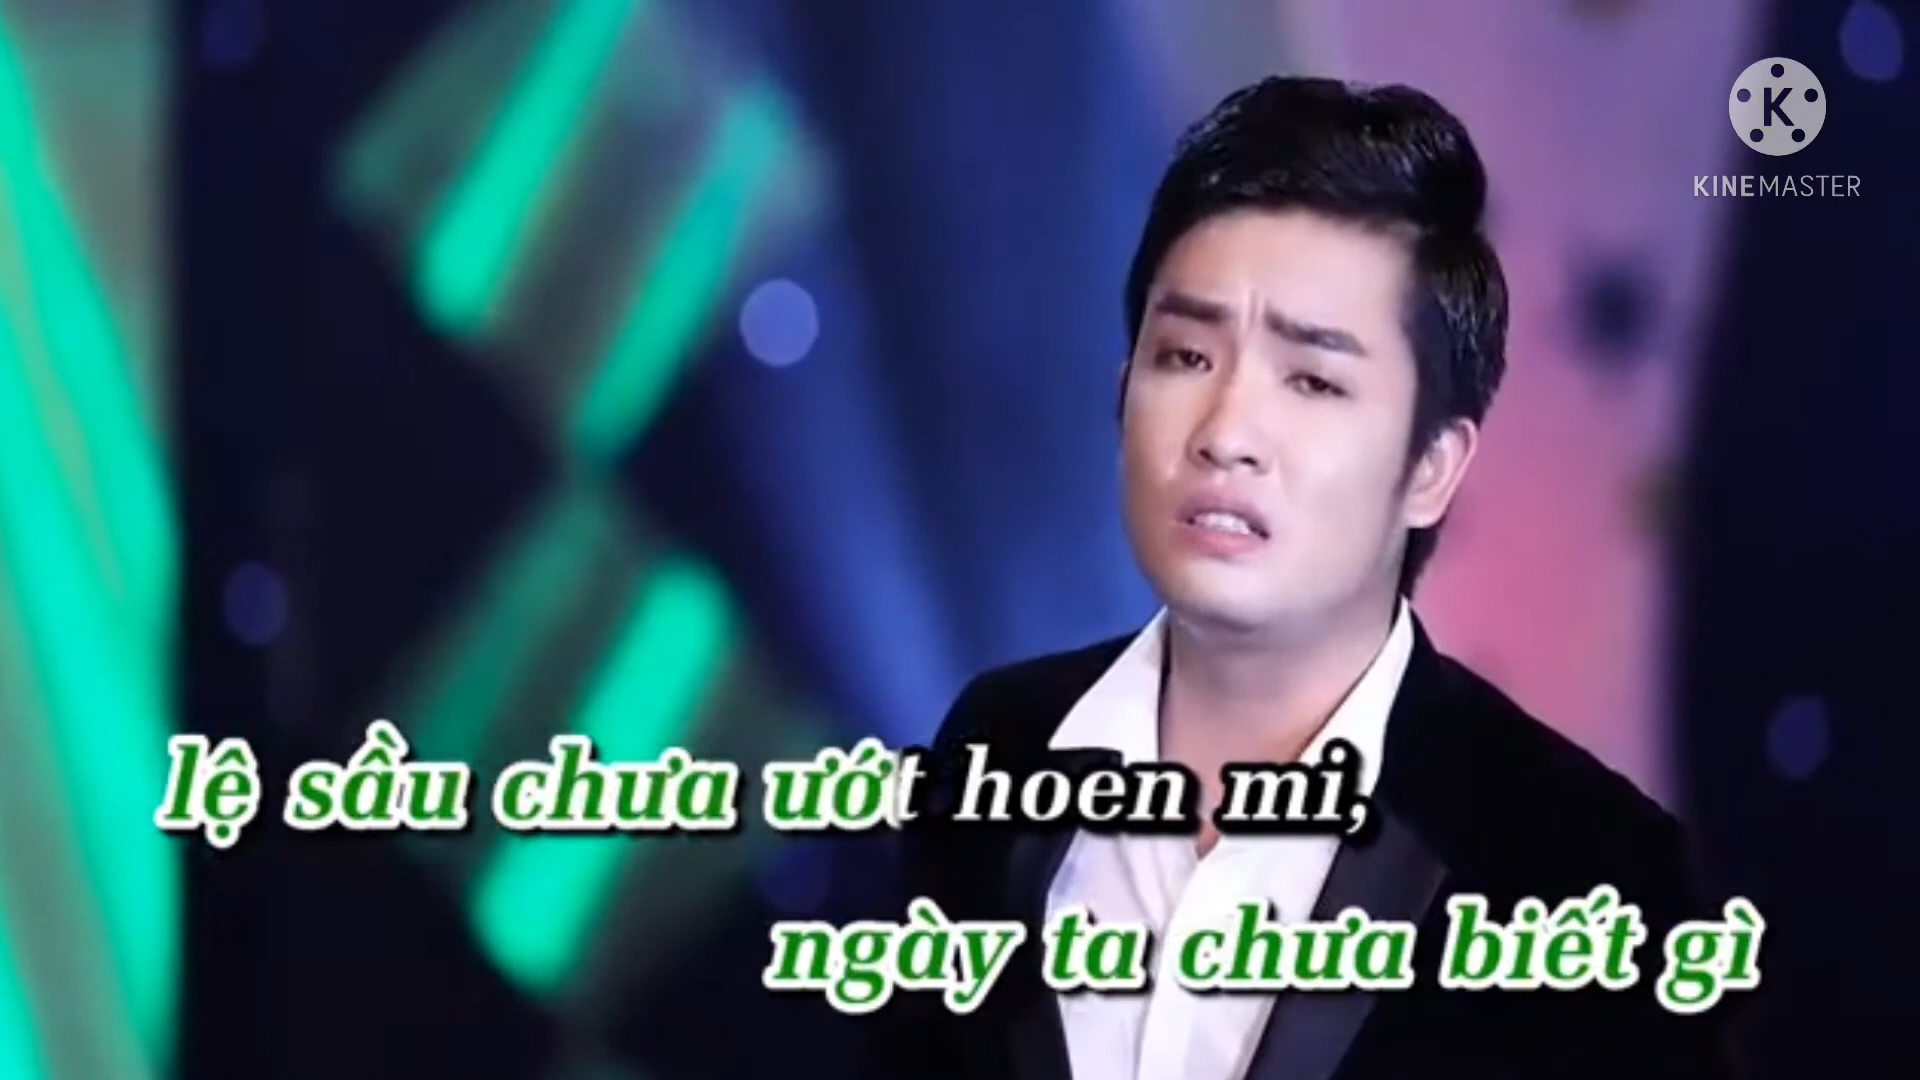 K
KINEMASTER
lệ sầu chưa ướt hoen mi,
ngày ta chưa biết gì